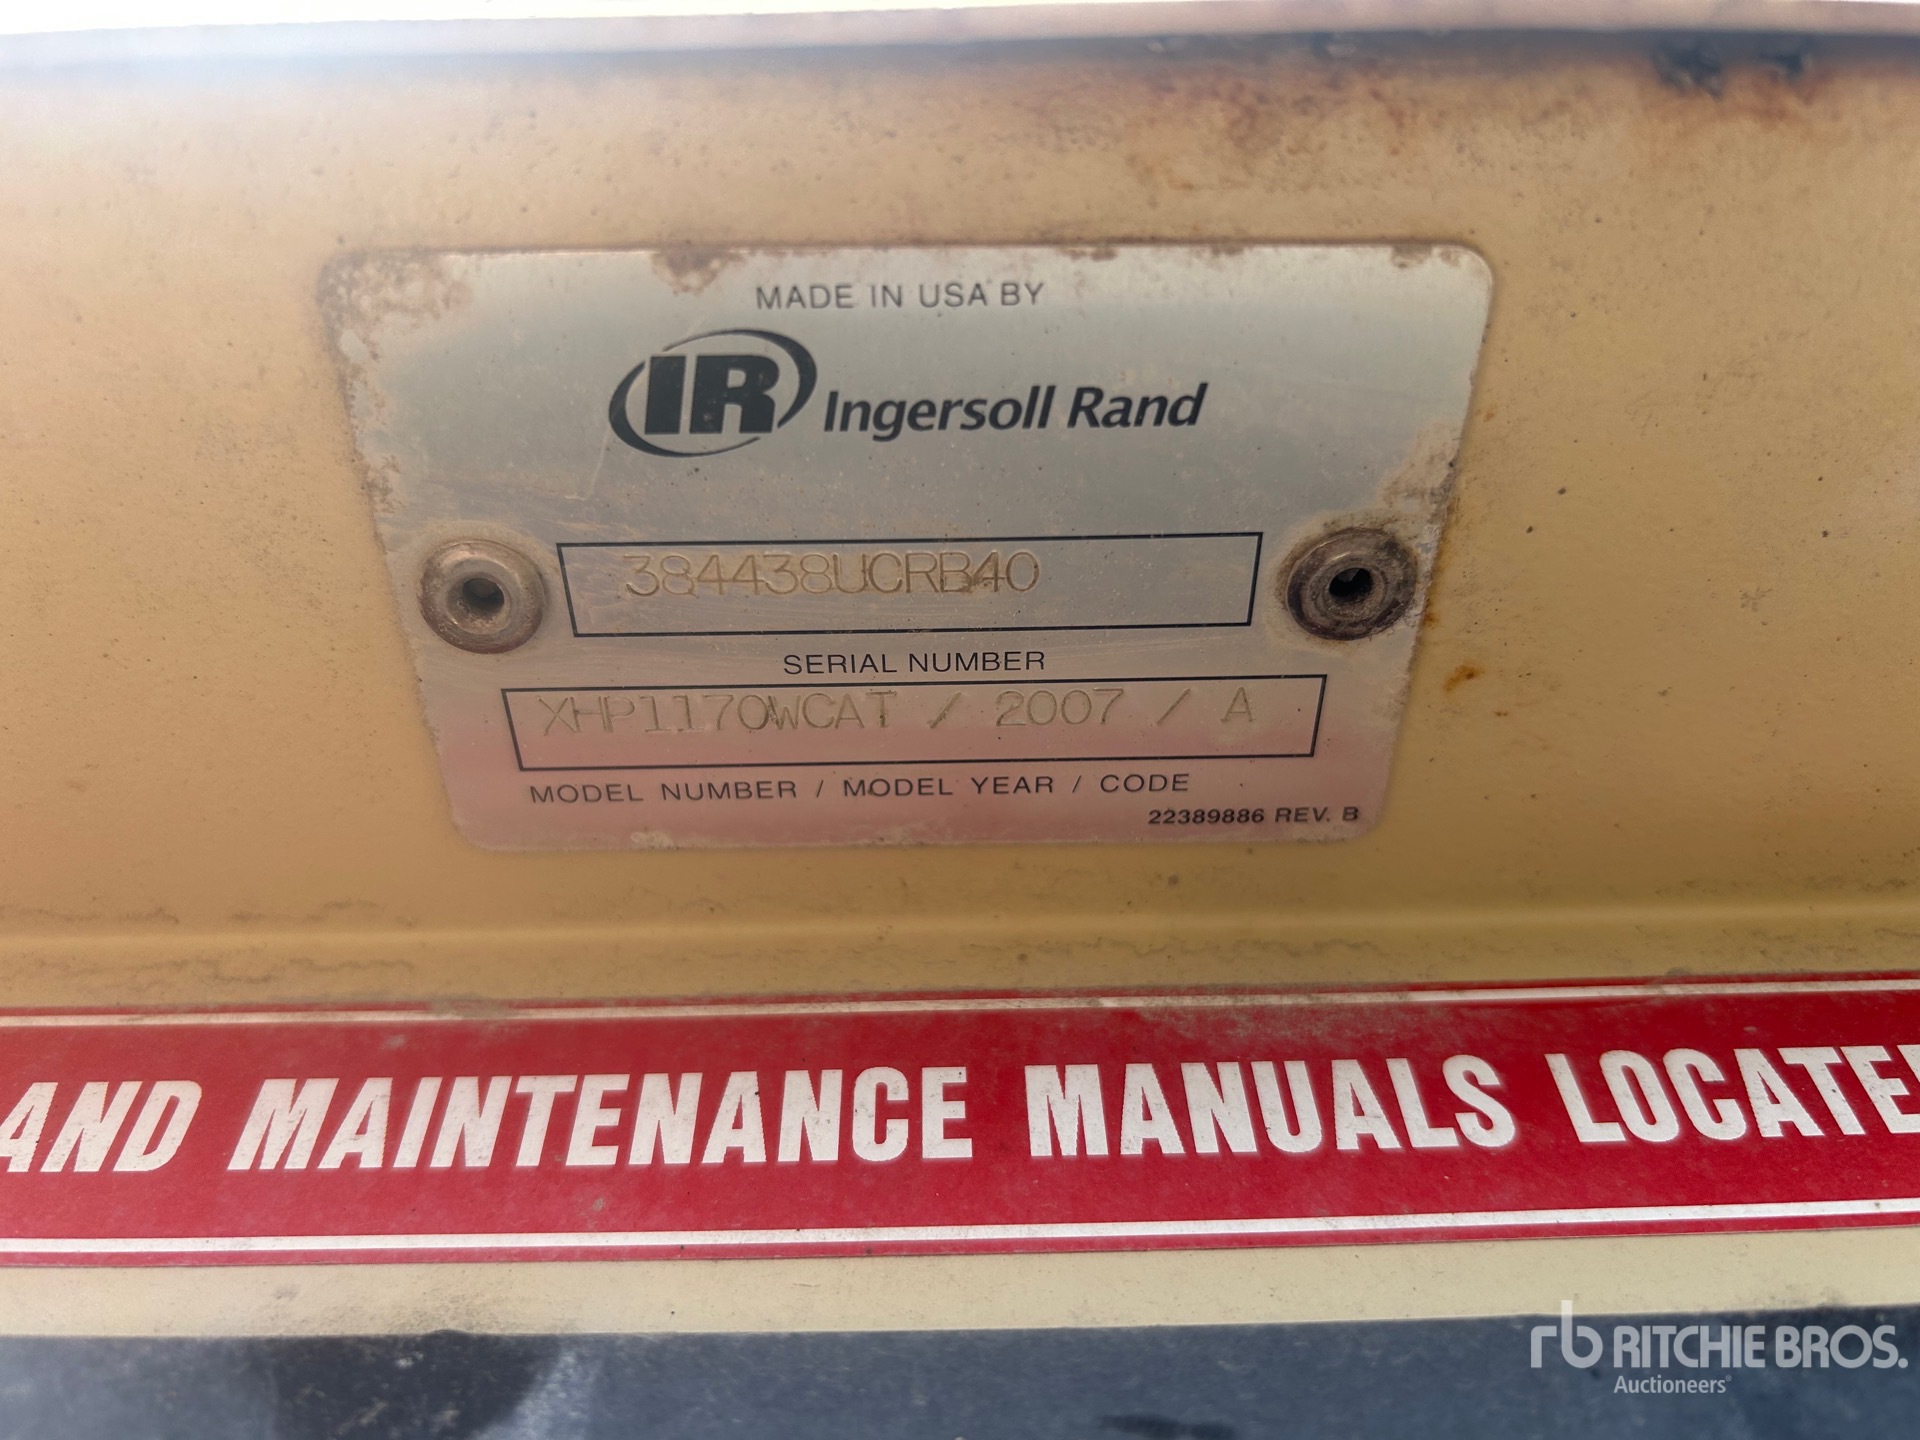 MADE IN USA BY
IR Ingersoll Rand
384438UCRB40
SERIAL NUMBER
XHP1170WCAT / 2007 / A
MODEL NUMBER / MODEL YEAR / CODE
22389886 REV. B
AND MAINTENANCE MANUALS LOCATE
rb RITCHIE BROS.
Auctioneers